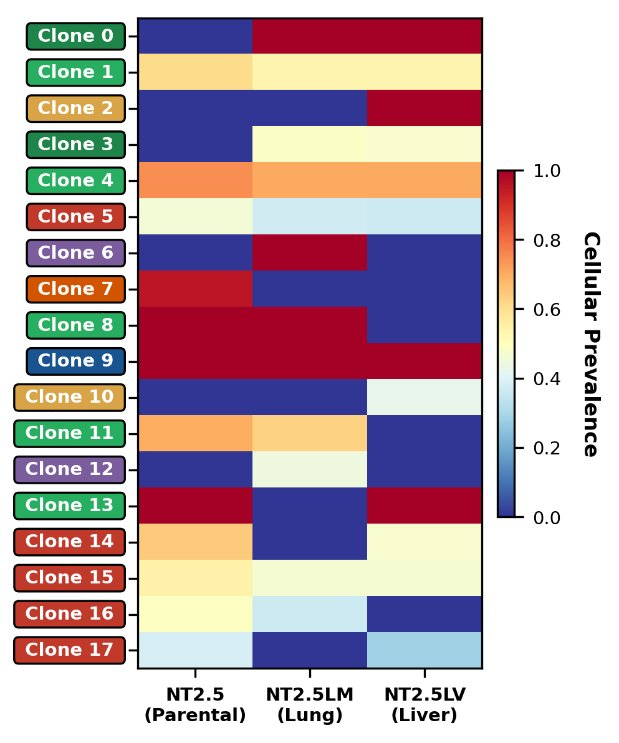 Clone 0
Clone 1
Clone 2
Clone 3
Clone 4
Clone 5
Clone 6
Clone 7
Clone 8
Clone 9
Clone 10
Clone 11
Clone 12
Clone 13
Clone 14
Clone 15
Clone 16
Clone 17
NT2.5
(Parental)
NT2.5LM
(Lung)
NT2.5LV
(Liver)
1.0
0.8
0.6
0.4
0.2
0.0
Cellular Prevalence